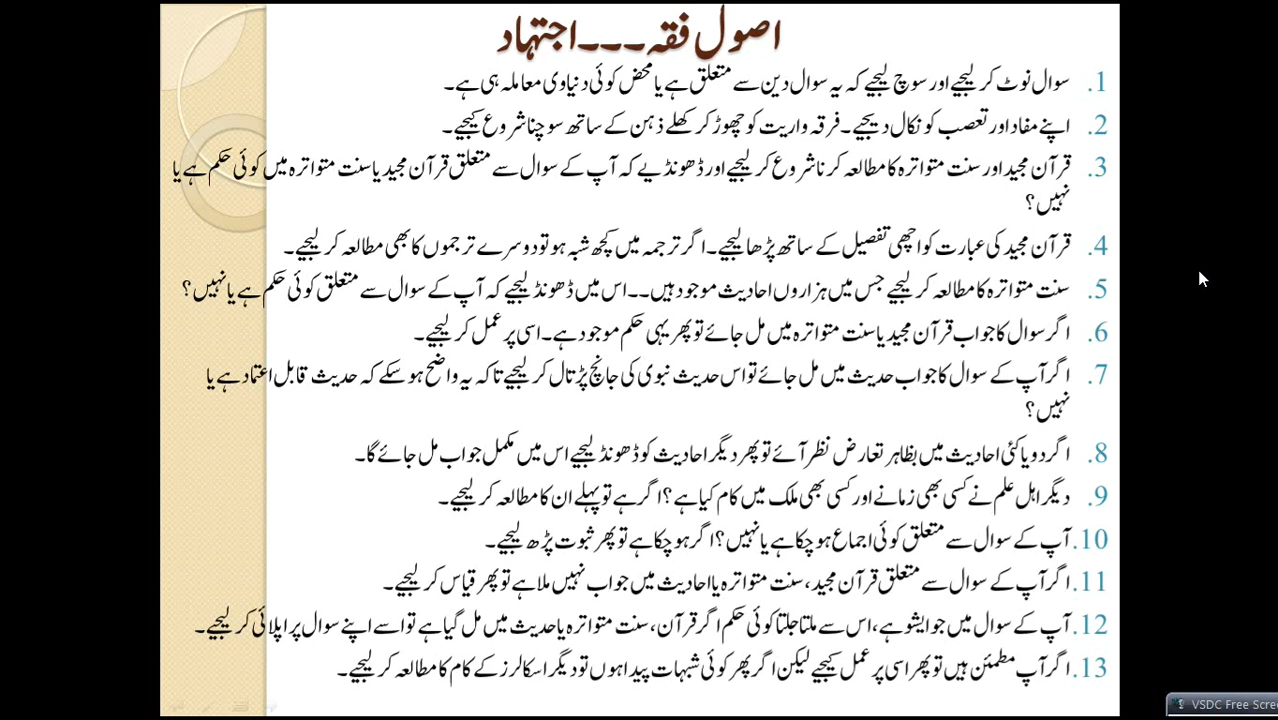 اصول فقہ۔۔۔اجتہاد
1. سوال نوٹ کر لیجیے اور سوچ لیجیے کہ یہ سوال دین سے متعلق ہے یا محض کوئی دنیاوی معاملہ ہی ہے۔
2. اپنے مفاد اور تعصب کو نکال دیجیے۔ فرقہ واریت کو چھوڑ کر کھلے ذہن کے ساتھ سوچنا شروع کیجیے۔
3. قرآن مجید اور سنت متواترہ کا مطالعہ کرنا شروع کر لیجیے اور ڈھونڈیے کہ آپ کے سوال سے متعلق قرآن مجید یا سنت متواترہ میں کوئی حکم ہے یا
نہیں؟
4. قرآن مجید کی عبارت کو اچھی تفصیل کے ساتھ پڑھا لیجیے۔ اگر ترجمہ میں کچھ شبہ ہو تو دوسرے ترجموں کا بھی مطالعہ کر لیجیے۔
5. سنت متواترہ کا مطالعہ کر لیجیے جس میں ہزاروں احادیث موجود ہیں۔۔ اس میں ڈھونڈ لیجیے کہ آپ کے سوال سے متعلق کوئی حکم ہے یا نہیں؟
6. اگر سوال کا جواب قرآن مجید یا سنت متواترہ میں مل جائے تو پھر یہی حکم موجود ہے۔ اسی پر عمل کر لیجیے۔
7. اگر آپ کے سوال کا جواب حدیث میں مل جائے تو اس حدیث نبوی کی جانچ پڑتال کر لیجیے تاکہ یہ واضح ہو سکے کہ حدیث قابل اعتماد ہے یا
نہیں؟
8. اگر دو یا کئی احادیث میں بظاہر تعارض نظر آئے تو پھر دیگر احادیث کو ڈھونڈ لیجیے اس میں مکمل جواب مل جائے گا۔
9. دیگر اہل علم نے کسی بھی زمانے اور کسی بھی ملک میں کام کیا ہے؟ اگر ہے تو پہلے ان کا مطالعہ کر لیجیے۔
10. آپ کے سوال سے متعلق کوئی اجماع ہو چکا ہے یا نہیں؟ اگر ہو چکا ہے تو پھر ثبوت پڑھ لیجیے۔
11. اگر آپ کے سوال سے متعلق قرآن مجید، سنت متواترہ یا احادیث میں جواب نہیں ملا ہے تو پھر قیاس کر لیجیے۔
12. آپ کے سوال میں جو ایشو ہے، اس سے ملتا جلتا کوئی حکم اگر قرآن، سنت متواترہ یا حدیث میں مل گیا ہے تو اسے اپنے سوال پر اپلائی کر لیجیے۔
13. اگر آپ مطمئن ہیں تو پھر اسی پر عمل کیجیے لیکن اگر پھر کوئی شبہات پیدا ہوں تو دیگر اسکالرز کے کام کا مطالعہ کر لیجیے۔
VSDC Free Scre